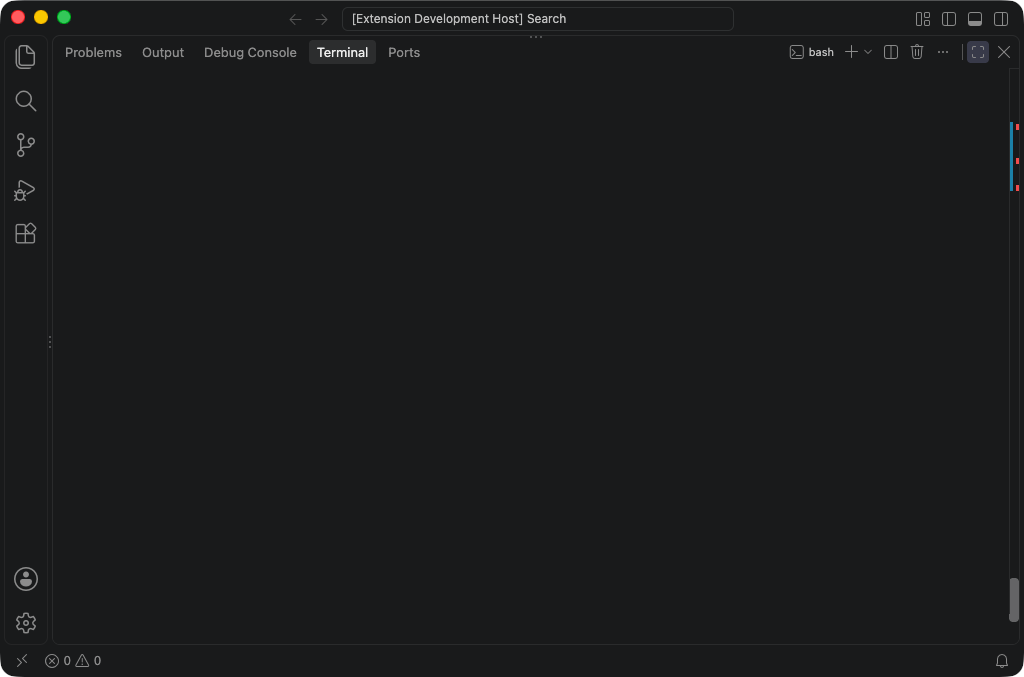 [Extension Development Host] Search
Problems Output Debug Console Terminal Ports bash
0 0